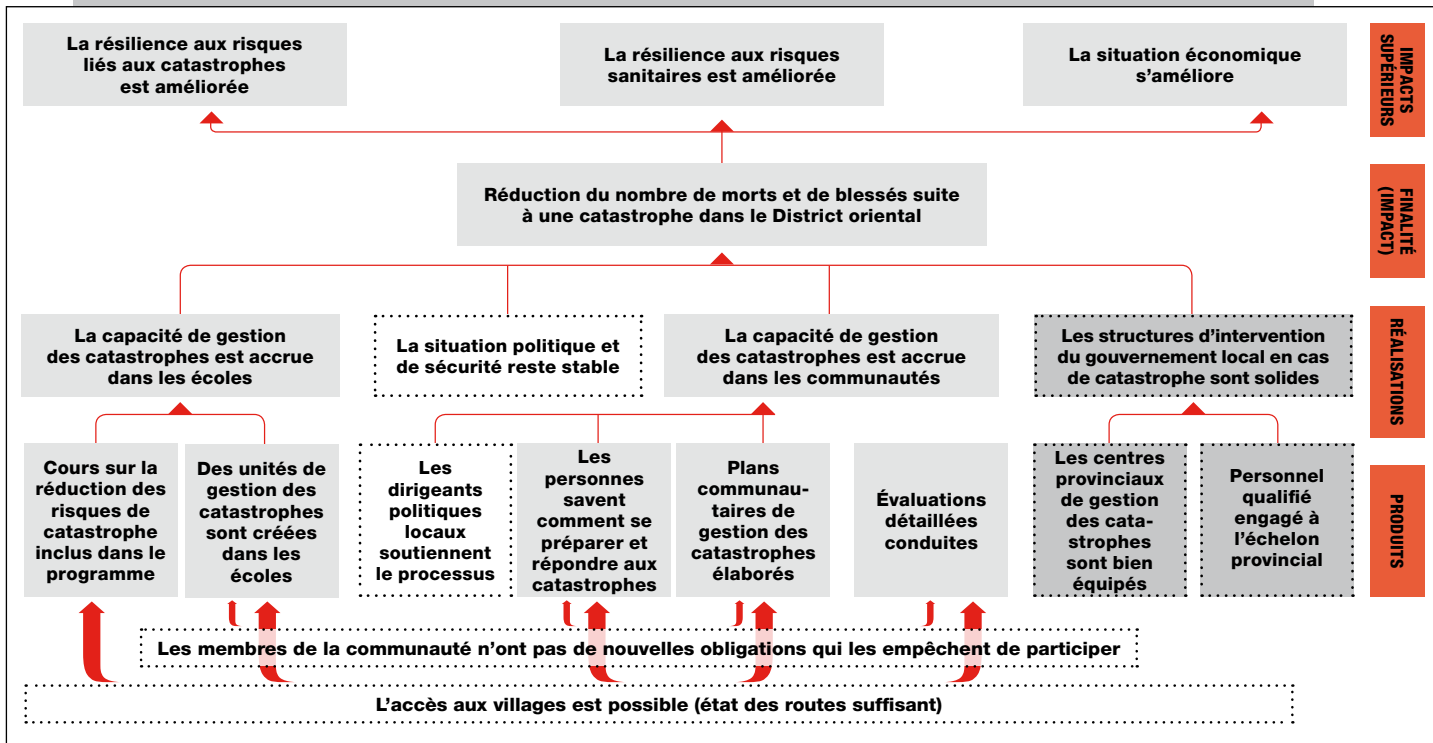 La résilience aux risques
liés aux catastrophes
est améliorée
La résilience aux risques
sanitaires est améliorée
La situation économique
s’améliore
IMPACTS
SUPÉRIEURS
Réduction du nombre de morts et de blessés suite
à une catastrophe dans le District oriental
FINALITÉ
(IMPACT)
La capacité de gestion
des catastrophes est accrue
dans les écoles
La situation politique et
de sécurité reste stable
La capacité de gestion
des catastrophes est accrue
dans les communautés
Les structures d’intervention
du gouvernement local en cas
de catastrophe sont solides
RÉALISATIONS
Cours sur la
réduction des
risques de
catastrophe
inclus dans le
programme
Des unités de
gestion des
catastrophes
sont créées
dans les
écoles
Les
dirigeants
politiques
locaux
soutiennent
le processus
Les
personnes
savent
comment se
préparer et
répondre aux
catastrophes
Plans
communau-
taires de
gestion des
catastrophes
élaborés
Évaluations
détaillées
conduites
Les centres
provinciaux
de gestion
des cata-
strophes
sont bien
équipés
Personnel
qualifié
engagé à
l’échelon
provincial
PRODUITS
Les membres de la communauté n’ont pas de nouvelles obligations qui les empêchent de participer
L’accès aux villages est possible (état des routes suffisant)